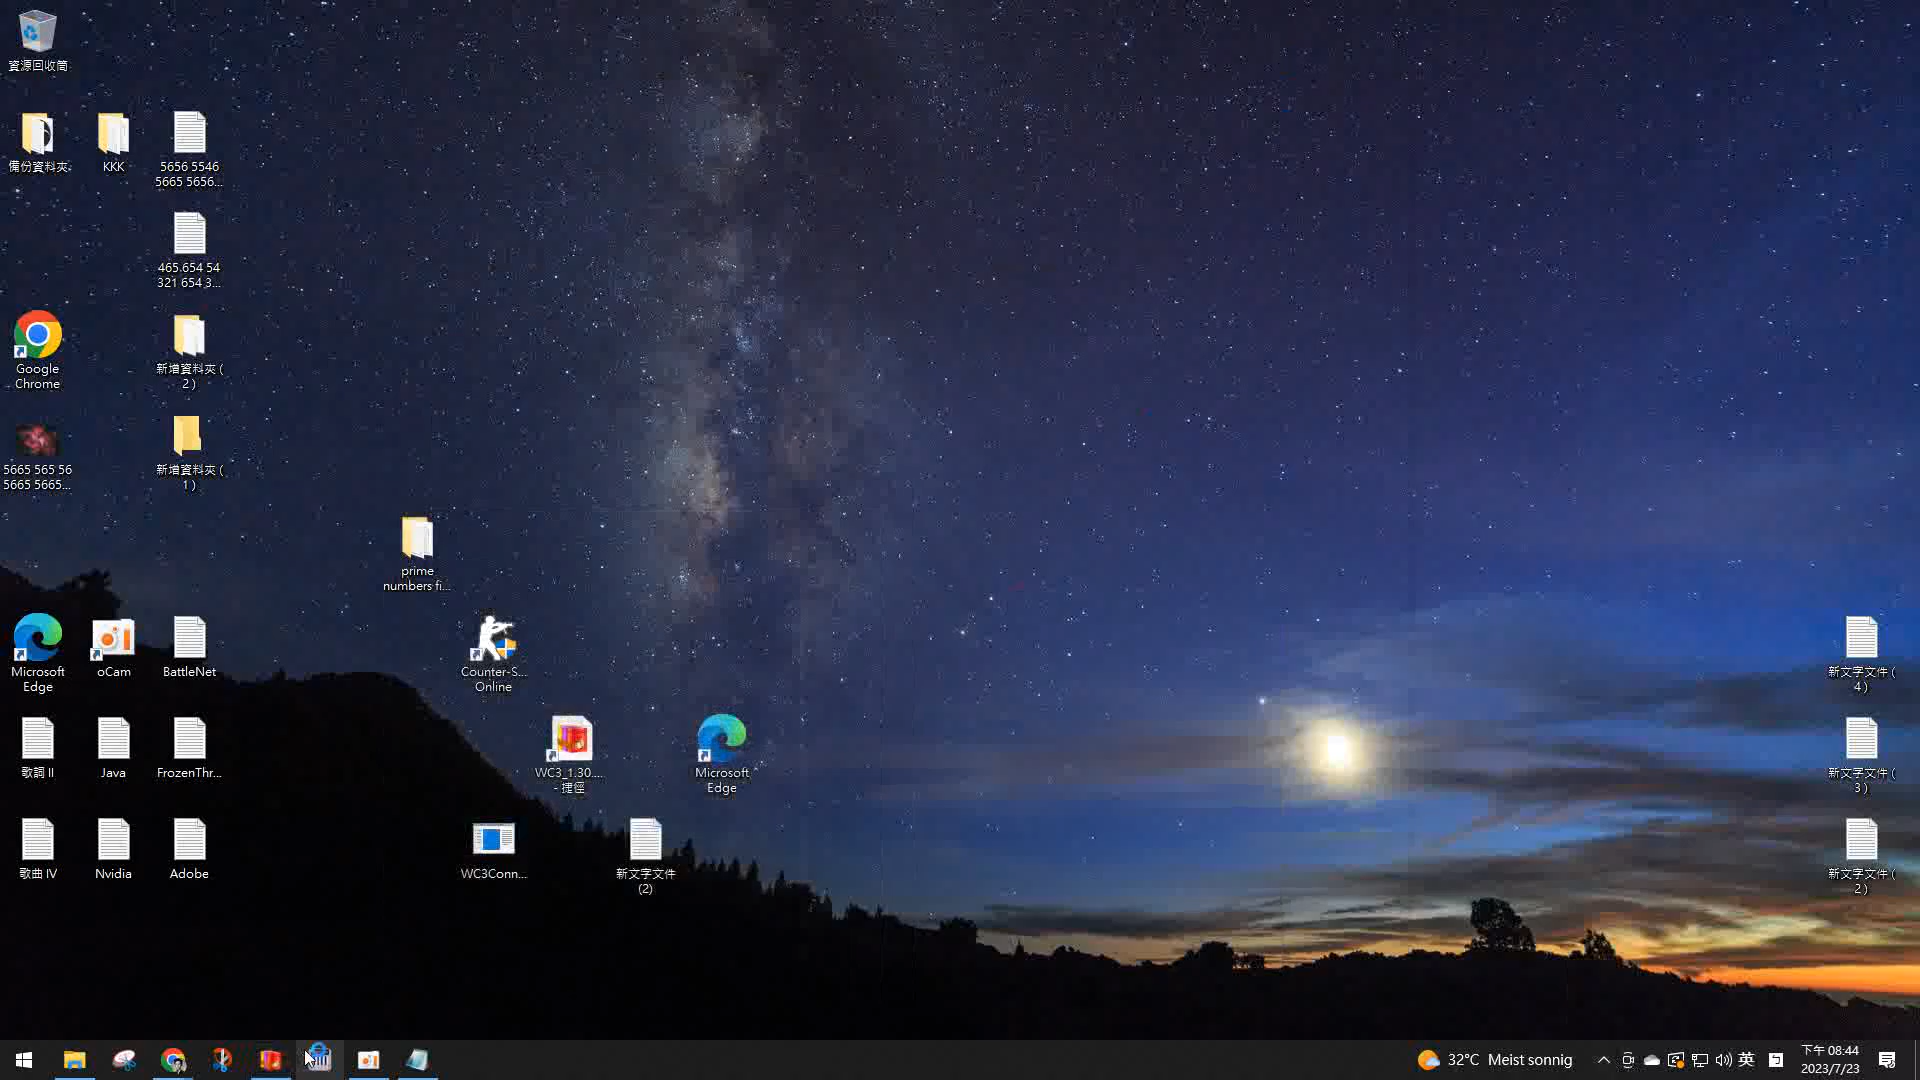 資源回收筒
備份資料夾
KKK
5656 5546
5665 5656...
465.654 54
321 654 3...
Google
Chrome
新增資料夾 (
2 )
5665 565 56
5665 5665...
新增資料夾 (
1 )
prime
numbers fi...
Microsoft
Edge
oCam
BattleNet
Counter-S...
Online
新文字文件 (
4 )
歌詞 II
Java
FrozenThr...
WC3_1.30....
- 捷徑
Microsoft
Edge
新文字文件 (
3 )
歌曲 IV
Nvidia
Adobe
WC3Conn...
新文字文件
(2)
新文字文件 (
2 )
32°C Meist sonnig
英
下午 08:44
2023/7/23